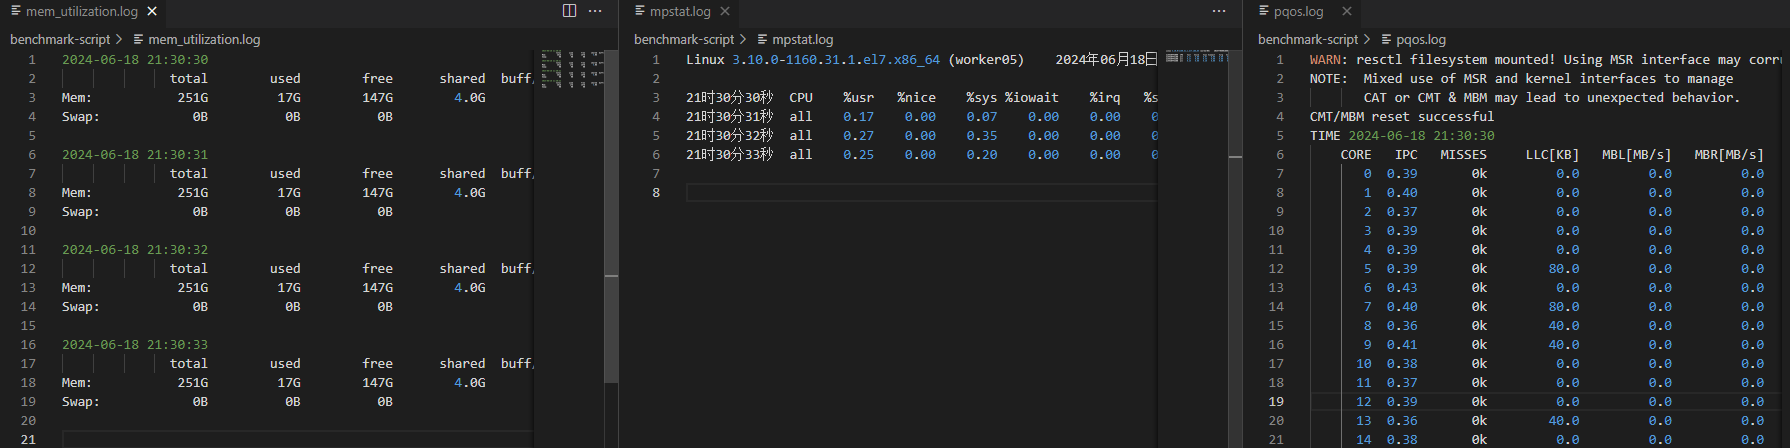 mem_utilization.log
benchmark-script > mem_utilization.log
1 2024-06-18 21:30:30
2 total used free shared buff/
3 Mem: 251G 17G 147G 4.0G
4 Swap: 0B 0B 0B
5
6 2024-06-18 21:30:31
7 total used free shared buff/
8 Mem: 251G 17G 147G 4.0G
9 Swap: 0B 0B 0B
10
11 2024-06-18 21:30:32
12 total used free shared buff/
13 Mem: 251G 17G 147G 4.0G
14 Swap: 0B 0B 0B
15
16 2024-06-18 21:30:33
17 total used free shared buff/
18 Mem: 251G 17G 147G 4.0G
19 Swap: 0B 0B 0B
20
21
mpstat.log
benchmark-script > mpstat.log
1 Linux 3.10.0-1160.31.1.el7.x86_64 (worker05) 2024年06月18日
2
3 21时30分30秒 CPU %usr %nice %sys %iowait %irq %s
4 21时30分31秒 all 0.17 0.00 0.07 0.00 0.00 0
5 21时30分32秒 all 0.27 0.00 0.35 0.00 0.00 0
6 21时30分33秒 all 0.25 0.00 0.20 0.00 0.00 0
7
8
pqos.log
benchmark-script > pqos.log
1 WARN: resctl filesystem mounted! Using MSR interface may corru
2 NOTE: Mixed use of MSR and kernel interfaces to manage
3 CAT or CMT & MBM may lead to unexpected behavior.
4 CMT/MBM reset successful
5 TIME 2024-06-18 21:30:30
6 CORE IPC MISSES LLC[KB] MBL[MB/s] MBR[MB/s]
7 0 0.39 0k 0.0 0.0 0.0
8 1 0.40 0k 0.0 0.0 0.0
9 2 0.37 0k 0.0 0.0 0.0
10 3 0.39 0k 0.0 0.0 0.0
11 4 0.39 0k 0.0 0.0 0.0
12 5 0.39 0k 80.0 0.0 0.0
13 6 0.43 0k 0.0 0.0 0.0
14 7 0.40 0k 80.0 0.0 0.0
15 8 0.36 0k 40.0 0.0 0.0
16 9 0.41 0k 40.0 0.0 0.0
17 10 0.38 0k 0.0 0.0 0.0
18 11 0.37 0k 0.0 0.0 0.0
19 12 0.39 0k 0.0 0.0 0.0
20 13 0.36 0k 40.0 0.0 0.0
21 14 0.38 0k 0.0 0.0 0.0